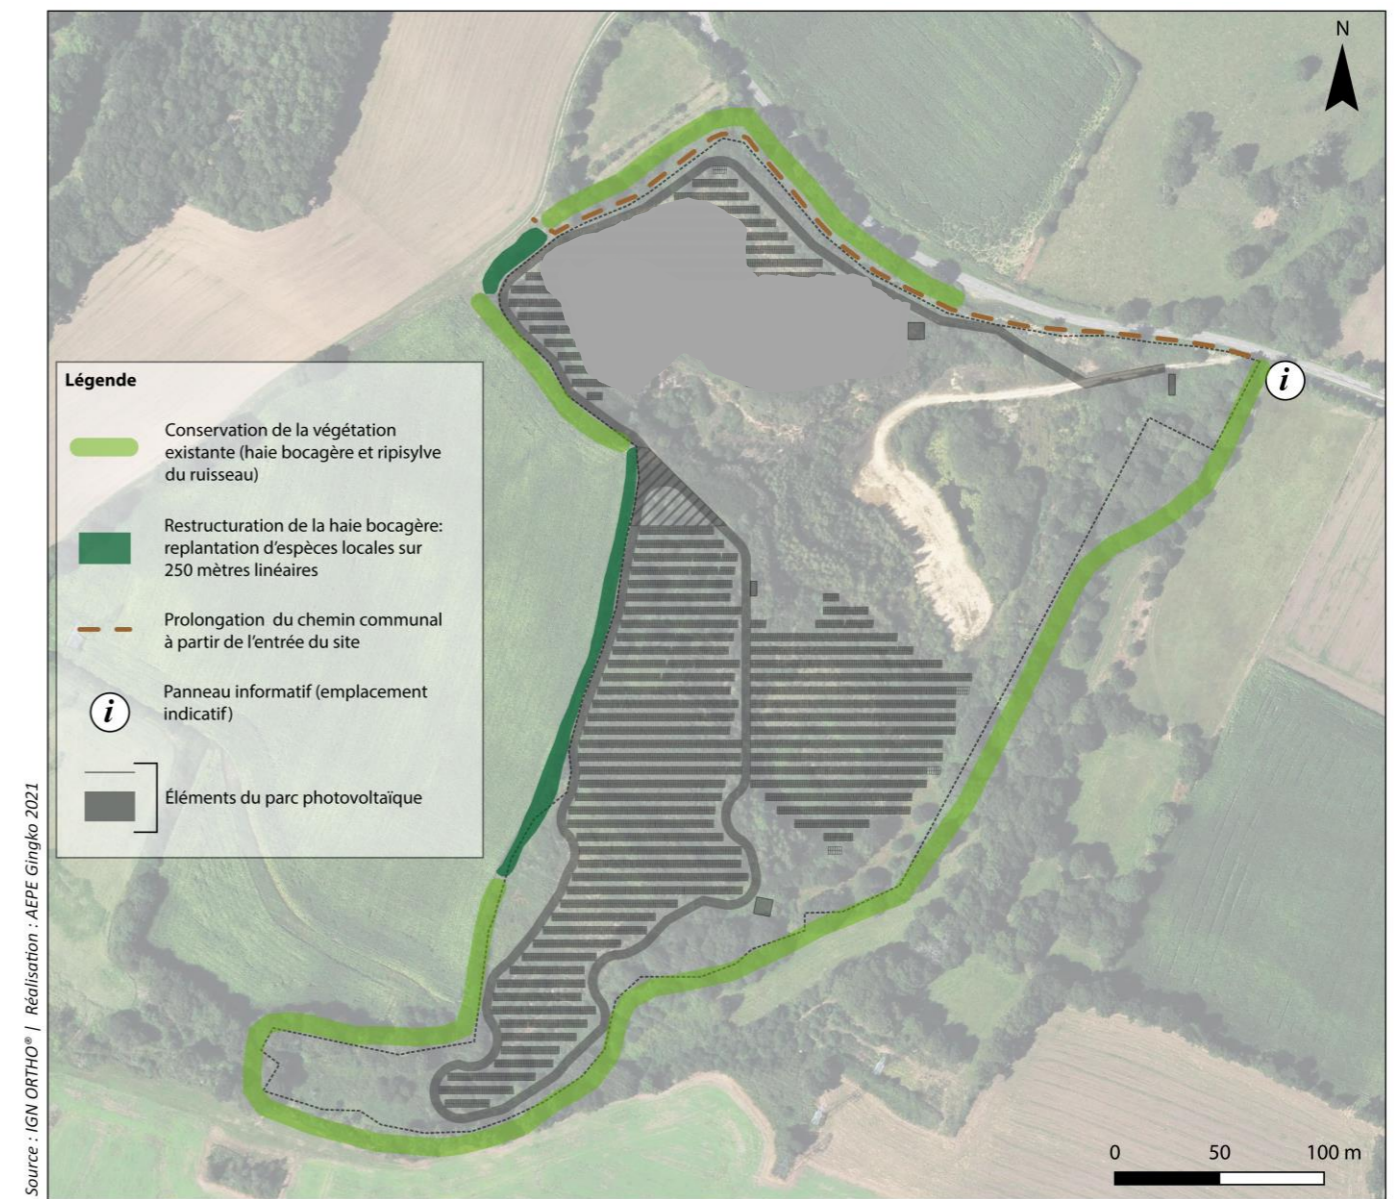 N
i
Légende
Conservation de la végétation
existante (haie bocagère et ripisylve
du ruisseau)
Restructuration de la haie bocagère:
replantation d'espèces locales sur
250 mètres linéaires
Prolongation du chemin communal
à partir de l'entrée du site
i
Panneau informatif (emplacement
indicatif)
Éléments du parc photovoltaïque
0 50 100 m
Source : IGN ORTHO® | Réalisation : AEPE Gingko 2021